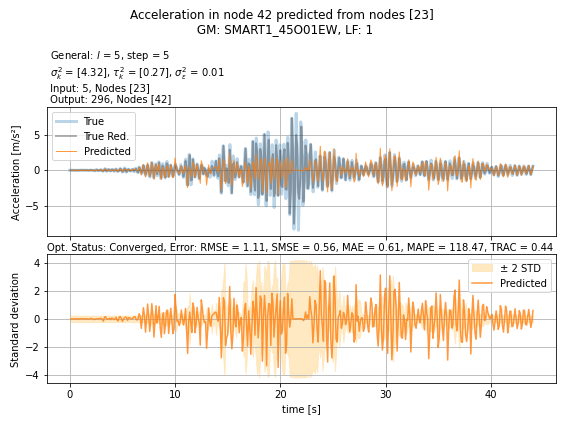 Acceleration in node 42 predicted from nodes [23]
GM: SMART1_45O01EW, LF: 1
General: l = 5, step = 5
σ²ₖ = [4.32], τ²ₖ = [0.27], σ²ε = 0.01
Input: 5, Nodes [23]
Output: 296, Nodes [42]
Acceleration [m/s²]
5
0
−5
True
True Red.
Predicted
Opt. Status: Converged, Error: RMSE = 1.11, SMSE = 0.56, MAE = 0.61, MAPE = 118.47, TRAC = 0.44
Standard deviation
4
2
0
−2
−4
± 2 STD
Predicted
0 10 20 30 40
time [s]